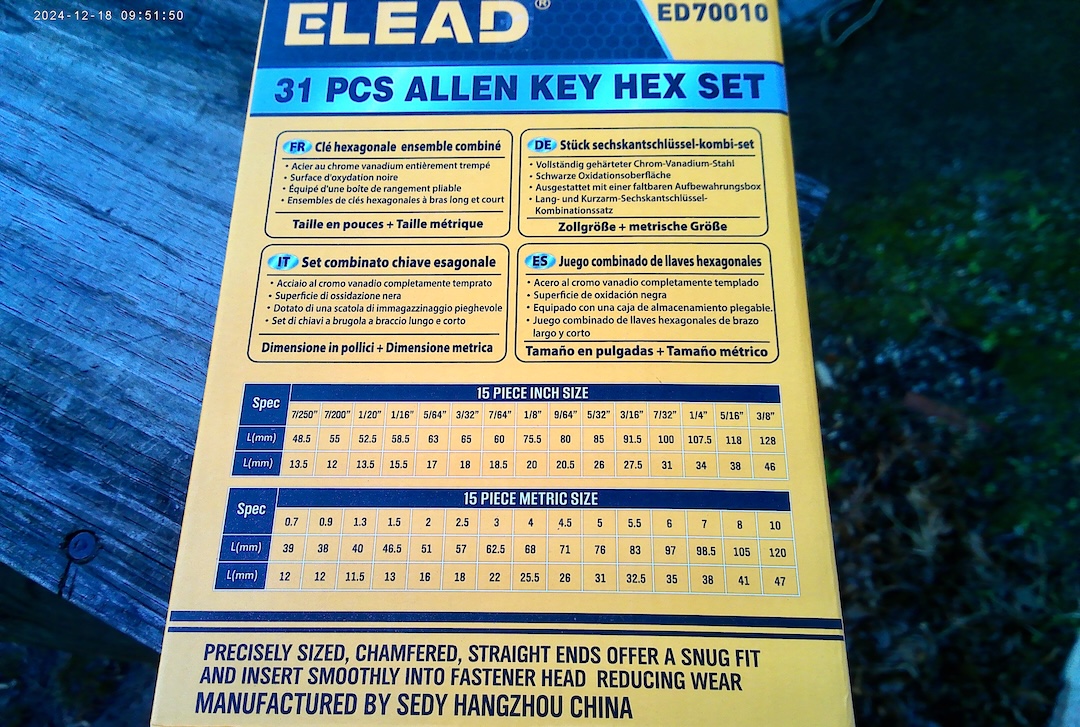 2024-12-18 09:51:50
ELEAD®
ED70010
31 PCS ALLEN KEY HEX SET
FR Clé hexagonale ensemble combiné
• Acier au chrome vanadium entièrement trempé
• Surface d'oxydation noire
• Équipé d'une boîte de rangement pliable
• Ensembles de clés hexagonales à bras long et court
Taille en pouces + Taille métrique
DE Stück sechskantschlüssel-kombi-set
• Vollständig gehärteter Chrom-Vanadium-Stahl
• Schwarze Oxidationsoberfläche
• Ausgestattet mit einer faltbaren Aufbewahrungsbox
• Lang- und Kurzarm-Sechskantschlüssel-
Kombinationssatz
Zollgröße + metrische Größe
IT Set combinato chiave esagonale
• Acciaio al cromo vanadio completamente temprato
• Superficie di ossidazione nera
• Dotato di una scatola di immagazzinaggio pieghevole
• Set di chiavi a brugola a braccio lungo e corto
Dimensione in pollici + Dimensione metrica
ES Juego combinado de llaves hexagonales
• Acero al cromo vanadio completamente templado
• Superficie de oxidación negra
• Equipado con una caja de almacenamiento plegable.
• Juego combinado de llaves hexagonales de brazo
largo y corto
Tamaño en pulgadas + Tamaño métrico
15 PIECE INCH SIZE
Spec 7/250" 7/200" 1/20" 1/16" 5/64" 3/32" 7/64" 1/8" 9/64" 5/32" 3/16" 7/32" 1/4" 5/16" 3/8"
L(mm) 48.5 55 52.5 58.5 63 65 60 75.5 80 85 91.5 100 107.5 118 128
L(mm) 13.5 12 13.5 15.5 17 18 18.5 20 20.5 26 27.5 31 34 38 46
15 PIECE METRIC SIZE
Spec 0.7 0.9 1.3 1.5 2 2.5 3 4 4.5 5 5.5 6 7 8 10
L(mm) 39 38 40 46.5 51 57 62.5 68 71 76 83 97 98.5 105 120
L(mm) 12 12 11.5 13 16 18 22 25.5 26 31 32.5 35 38 41 47
PRECISELY SIZED, CHAMFERED, STRAIGHT ENDS OFFER A SNUG FIT
AND INSERT SMOOTHLY INTO FASTENER HEAD REDUCING WEAR
MANUFACTURED BY SEDY HANGZHOU CHINA